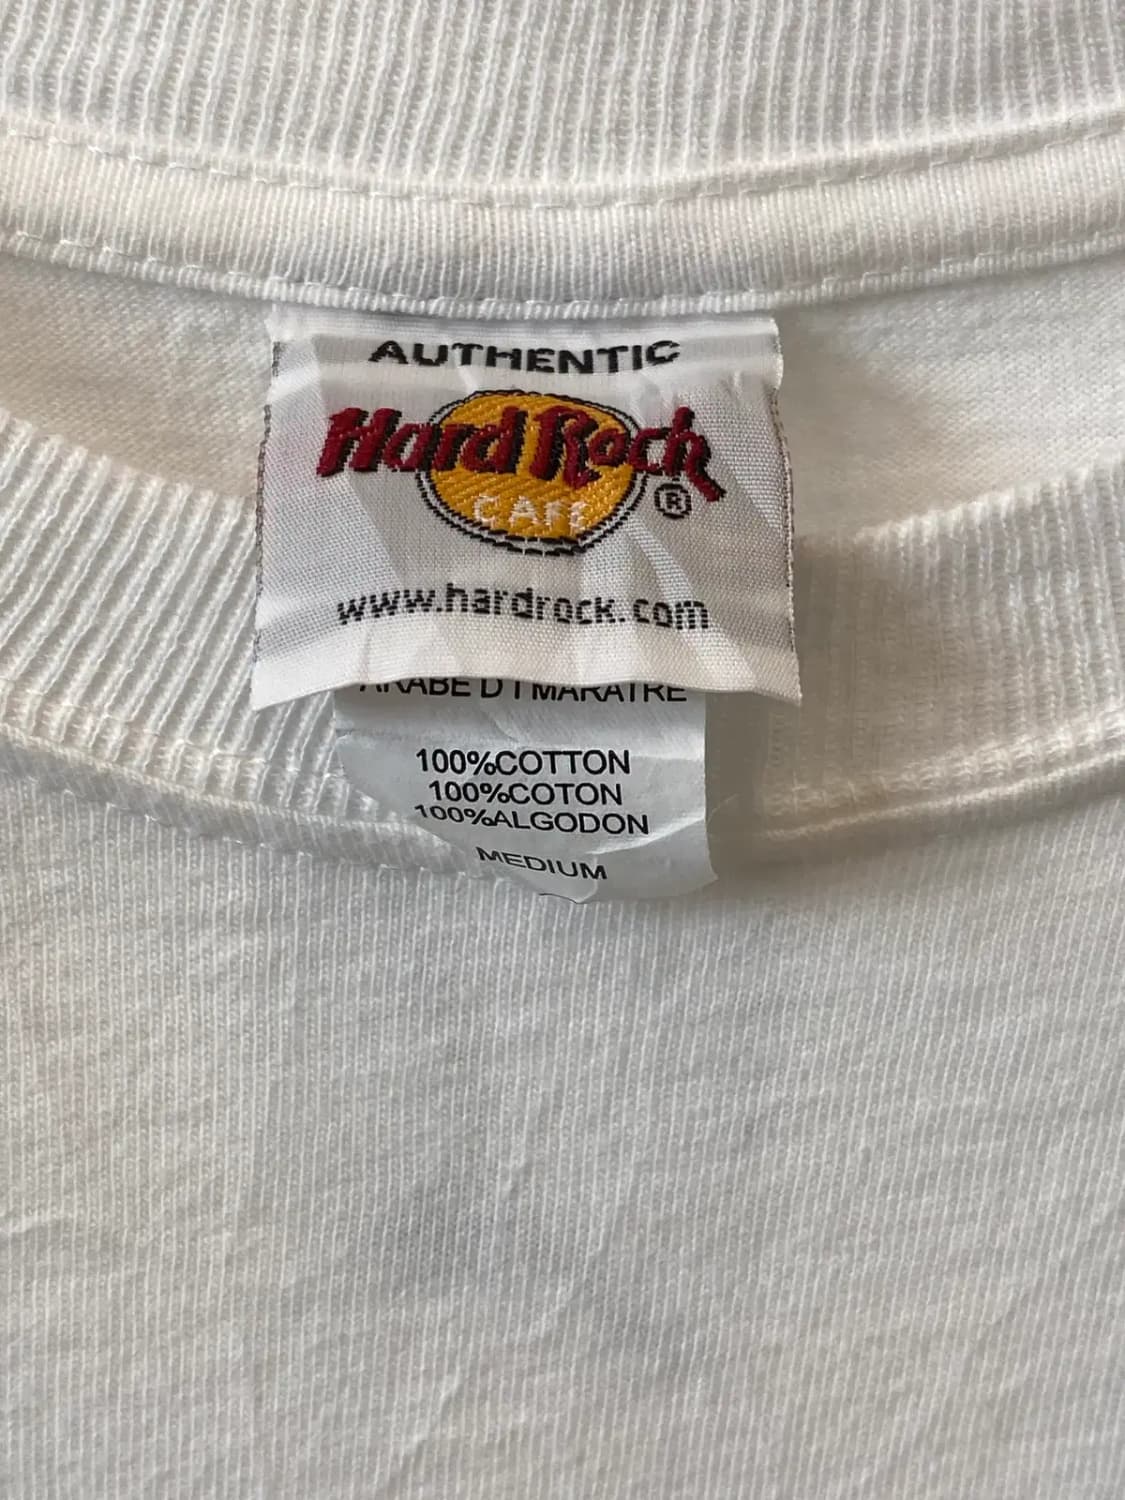 AUTHENTIC
Hard Rock
CAFE
®
www.hardrock.com
100%COTTON
100%COTON
100%ALGODON
MEDIUM